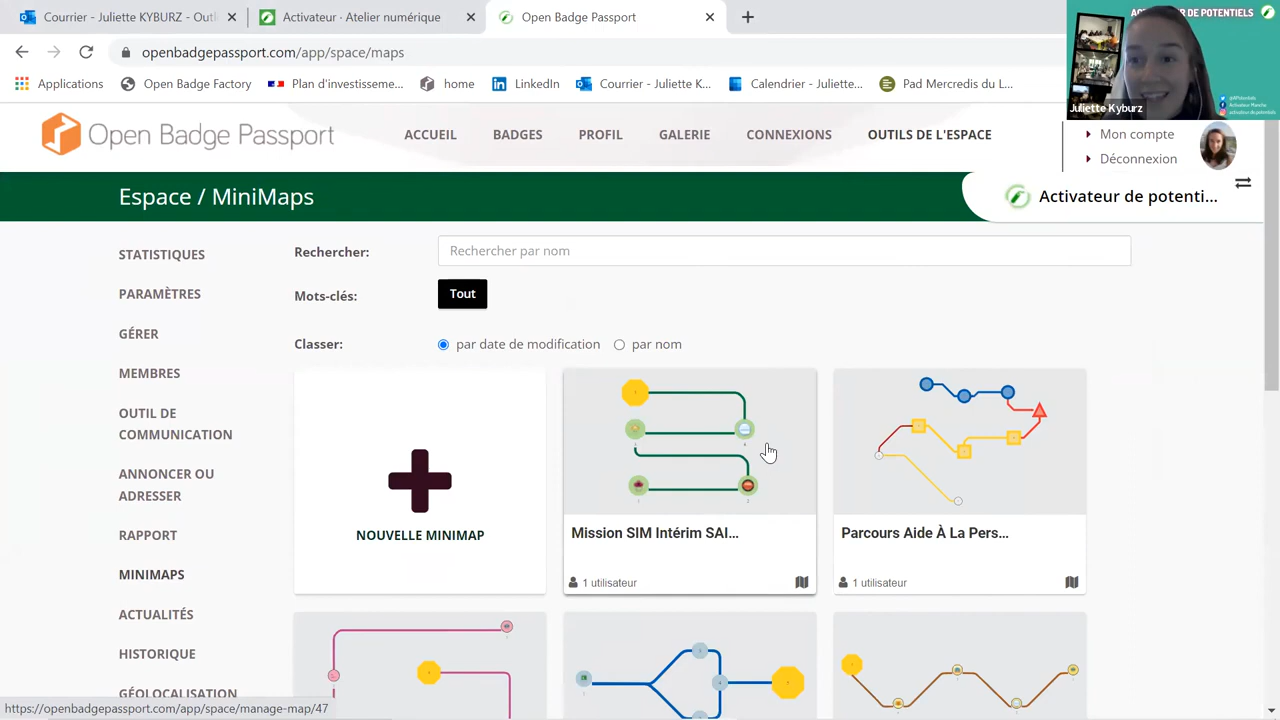 Courrier - Juliette KYBURZ - Outl
Activateur · Atelier numérique
Open Badge Passport
ACTIVATEUR DE POTENTIELS
openbadgepassport.com/app/space/maps
Applications
Open Badge Factory
Plan d'investisseme...
home
LinkedIn
Courrier - Juliette K...
Calendrier - Juliette...
Pad Mercredis du L...
Juliette Kyburz
Open Badge Passport
ACCUEIL
BADGES
PROFIL
GALERIE
CONNEXIONS
OUTILS DE L'ESPACE
Mon compte
Déconnexion
Espace / MiniMaps
Activateur de potenti...
STATISTIQUES
PARAMÈTRES
GÉRER
MEMBRES
OUTIL DE
COMMUNICATION
ANNONCER OU
ADRESSER
RAPPORT
MINIMAPS
ACTUALITÉS
HISTORIQUE
GÉOLOCALISATION
Rechercher:
Rechercher par nom
Mots-clés:
Tout
Classer:
par date de modification
par nom
NOUVELLE MINIMAP
Mission SIM Intérim SAI...
1 utilisateur
Parcours Aide À La Pers...
1 utilisateur
https://openbadgepassport.com/app/space/manage-map/47